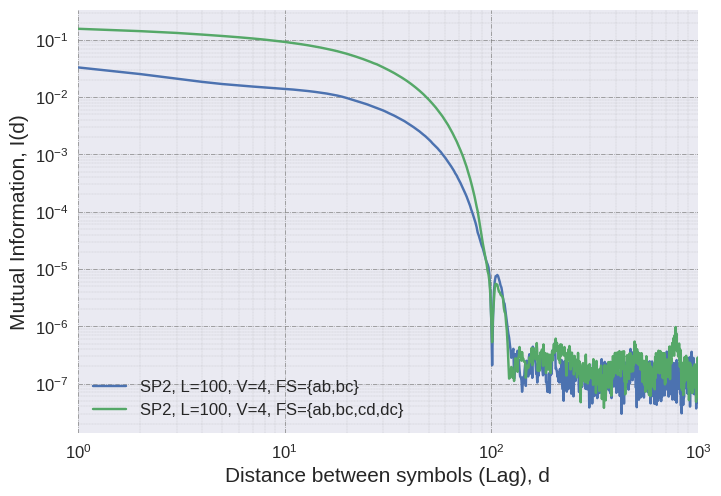 Mutual Information, I(d)
10⁻¹
10⁻²
10⁻³
10⁻⁴
10⁻⁵
10⁻⁶
10⁻⁷
SP2, L=100, V=4, FS={ab,bc}
SP2, L=100, V=4, FS={ab,bc,cd,dc}
10⁰ 10¹ 10² 10³
Distance between symbols (Lag), d